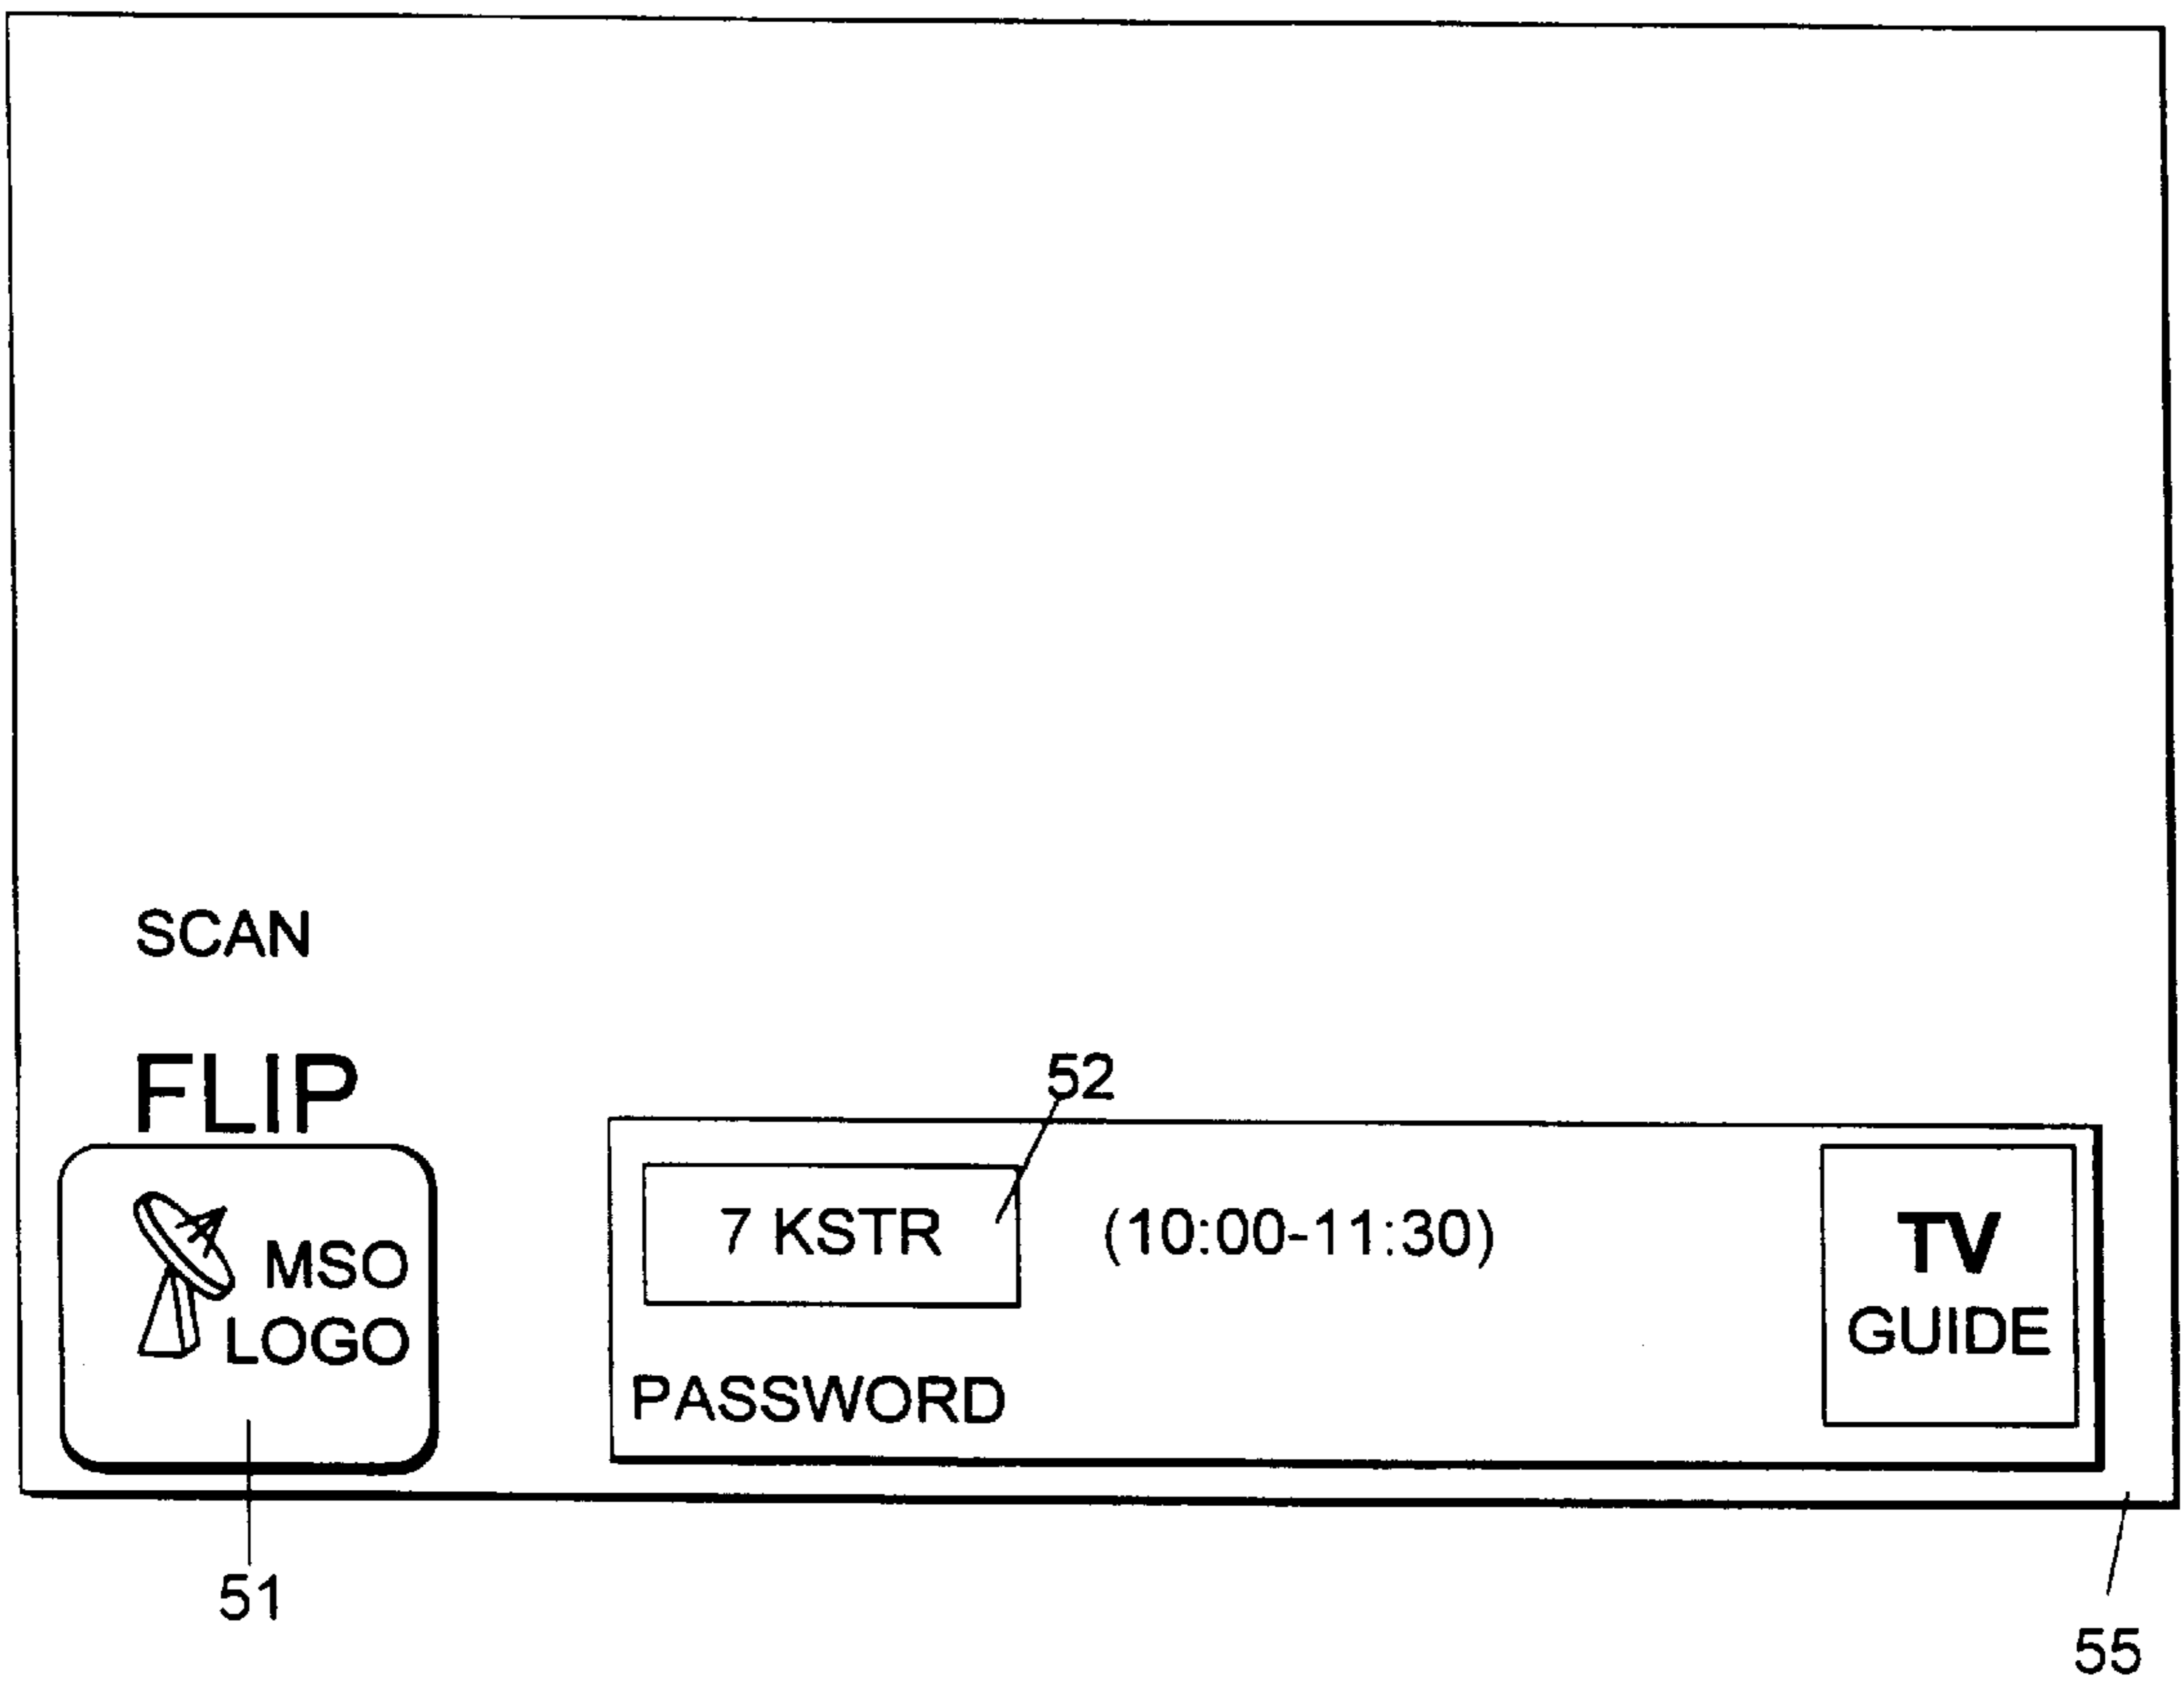 SCAN
FLIP
52
7 KSTR
(10:00-11:30)
TV
GUIDE
MSO
LOGO
PASSWORD
51
55